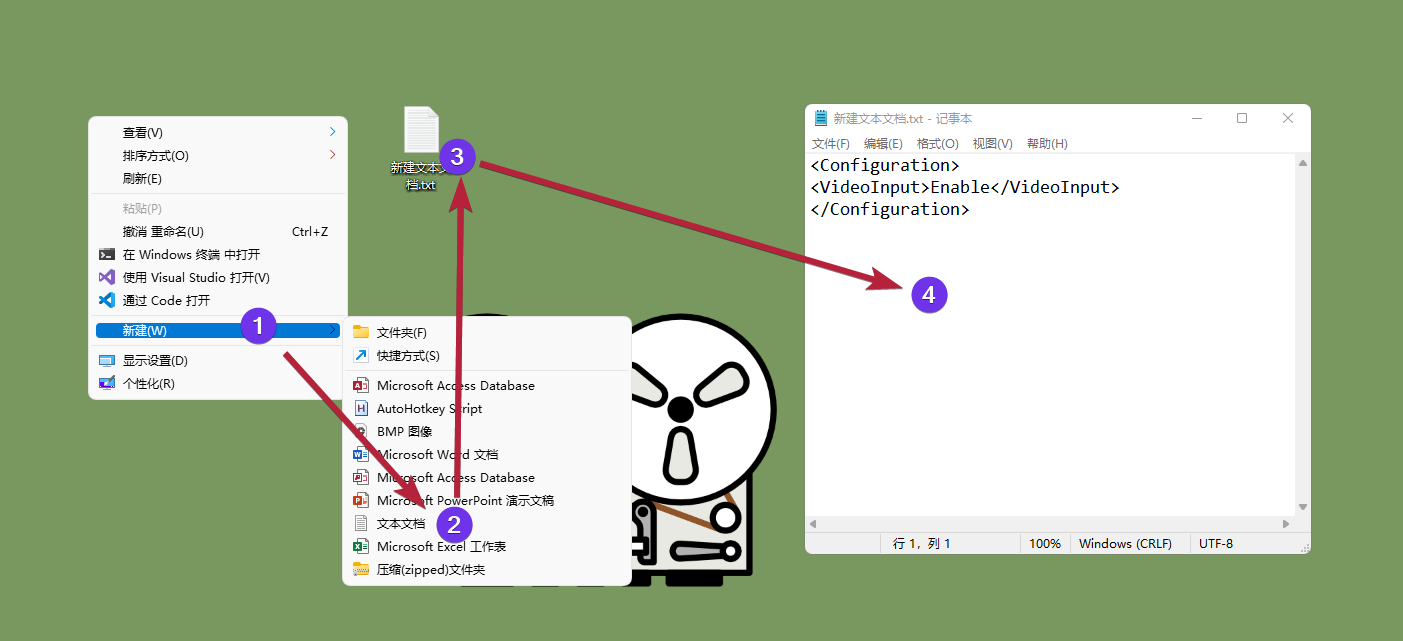 查看(V)
排序方式(O)
刷新(E)
粘贴(P)
撤消 重命名(U) Ctrl+Z
在 Windows 终端 中打开
使用 Visual Studio 打开(V)
通过 Code 打开
新建(W)
显示设置(D)
个性化(R)
1
文件夹(F)
快捷方式(S)
Microsoft Access Database
AutoHotkey Script
BMP 图像
Microsoft Word 文档
Microsoft Access Database
Microsoft PowerPoint 演示文稿
文本文档
Microsoft Excel 工作表
压缩(zipped)文件夹
2
新建文本文
档.txt
3
新建文本文档.txt - 记事本
文件(F) 编辑(E) 格式(O) 视图(V) 帮助(H)
<Configuration>
<VideoInput>Enable</VideoInput>
</Configuration>
4
行 1，列 1 100% Windows (CRLF) UTF-8